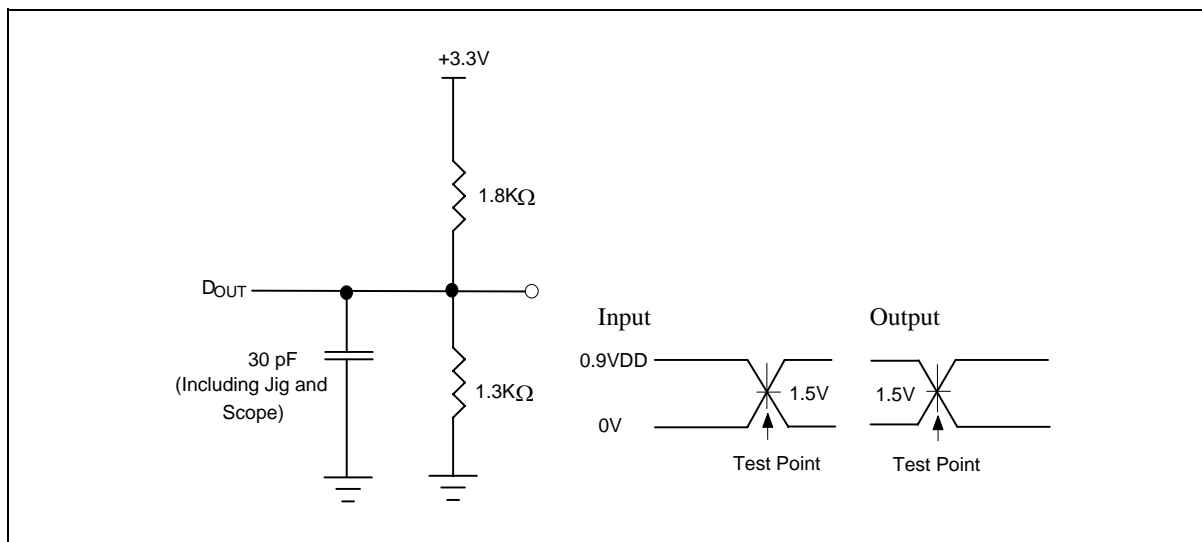 +3.3V
1.8KΩ
DOUT
30 pF
(Including Jig and
Scope)
1.3KΩ
Input
Output
0.9VDD
1.5V
1.5V
0V
Test Point
Test Point